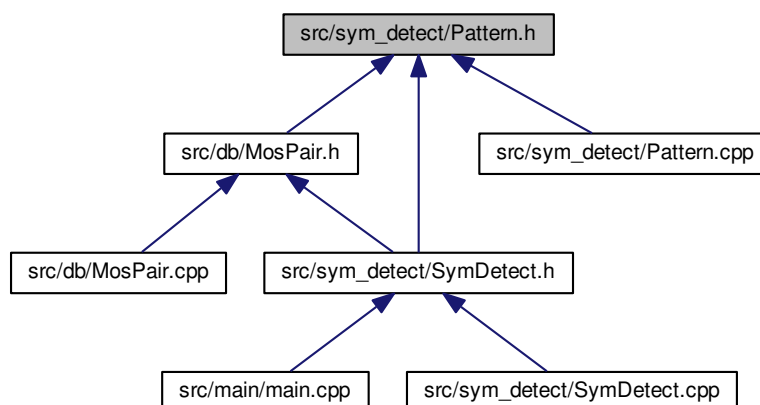 src/sym_detect/Pattern.h
src/db/MosPair.h
src/sym_detect/Pattern.cpp
src/db/MosPair.cpp
src/sym_detect/SymDetect.h
src/main/main.cpp
src/sym_detect/SymDetect.cpp